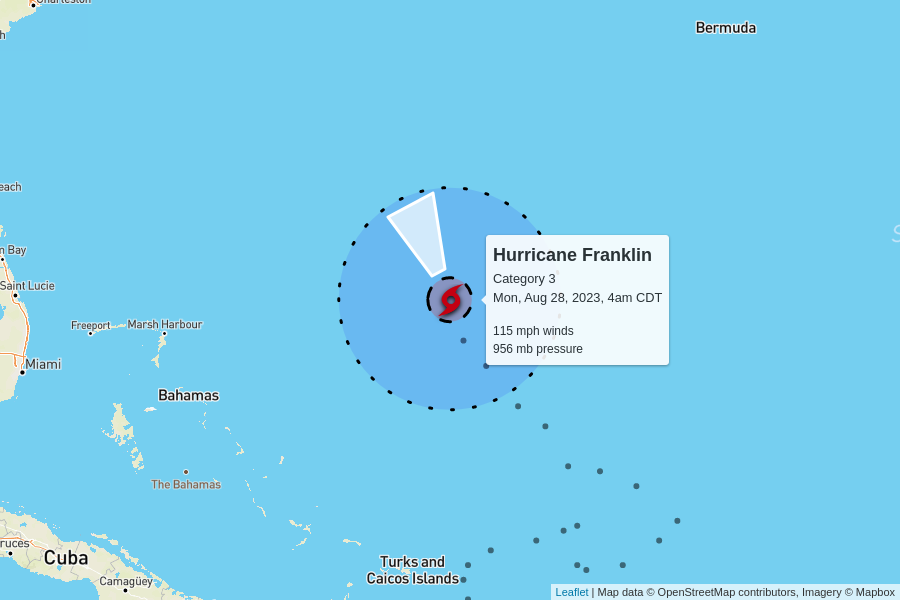 Charleston
Bermuda
each
n Bay
Saint Lucie
Freeport
Marsh Harbour
Miami
Bahamas
The Bahamas
Hurricane Franklin
Category 3
Mon, Aug 28, 2023, 4am CDT
115 mph winds
956 mb pressure
ruces
Cuba
Camagüey
Turks and
Caicos Islands
Leaflet | Map data © OpenStreetMap contributors, Imagery © Mapbox